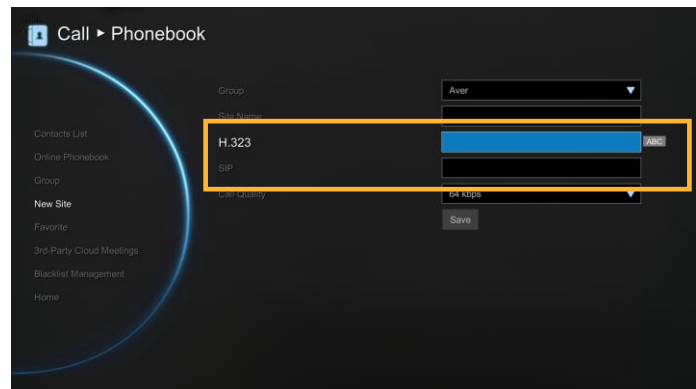 Call ▸ Phonebook
Group
Aver
Site Name
H.323
ABC
SIP
Call Quality
64 kbps
Save
Contacts List
Online Phonebook
Group
New Site
Favorite
3rd-Party Cloud Meetings
Blacklist Management
Home